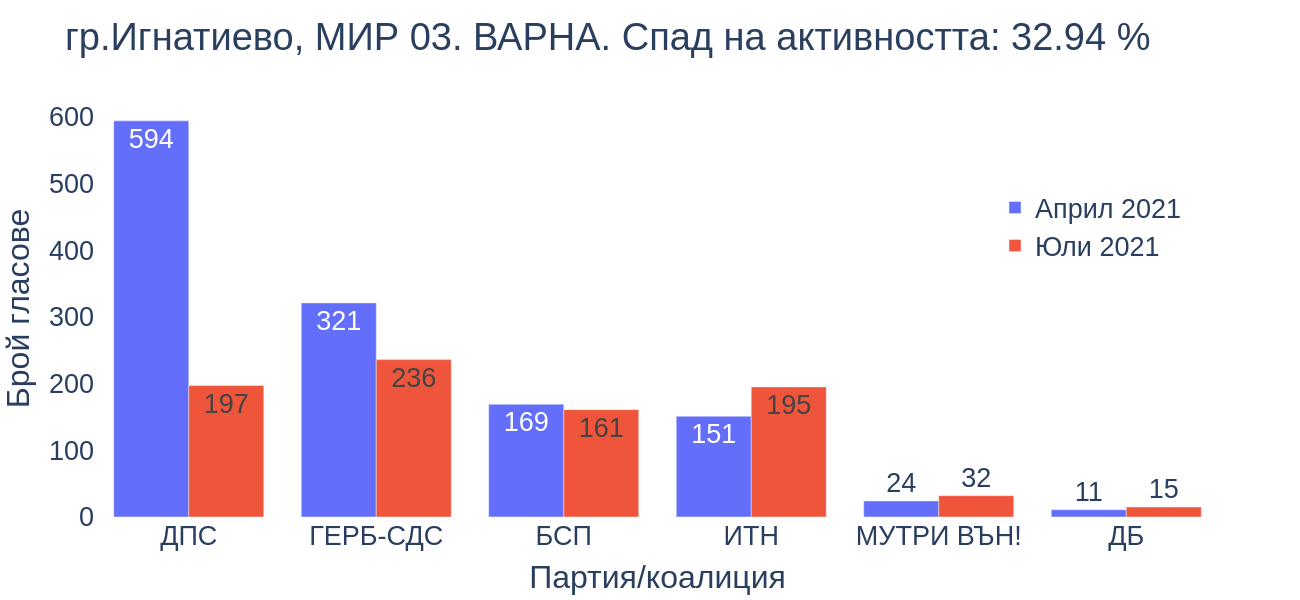 гр.Игнатиево, МИР 03. ВАРНА. Спад на активността: 32.94 %
Брой гласове
600
500
400
300
200
100
0
594
197
321
236
169
161
151
195
24
32
11
15
Април 2021
Юли 2021
ДПС
ГЕРБ-СДС
БСП
ИТН
МУТРИ ВЪН!
ДБ
Партия/коалиция